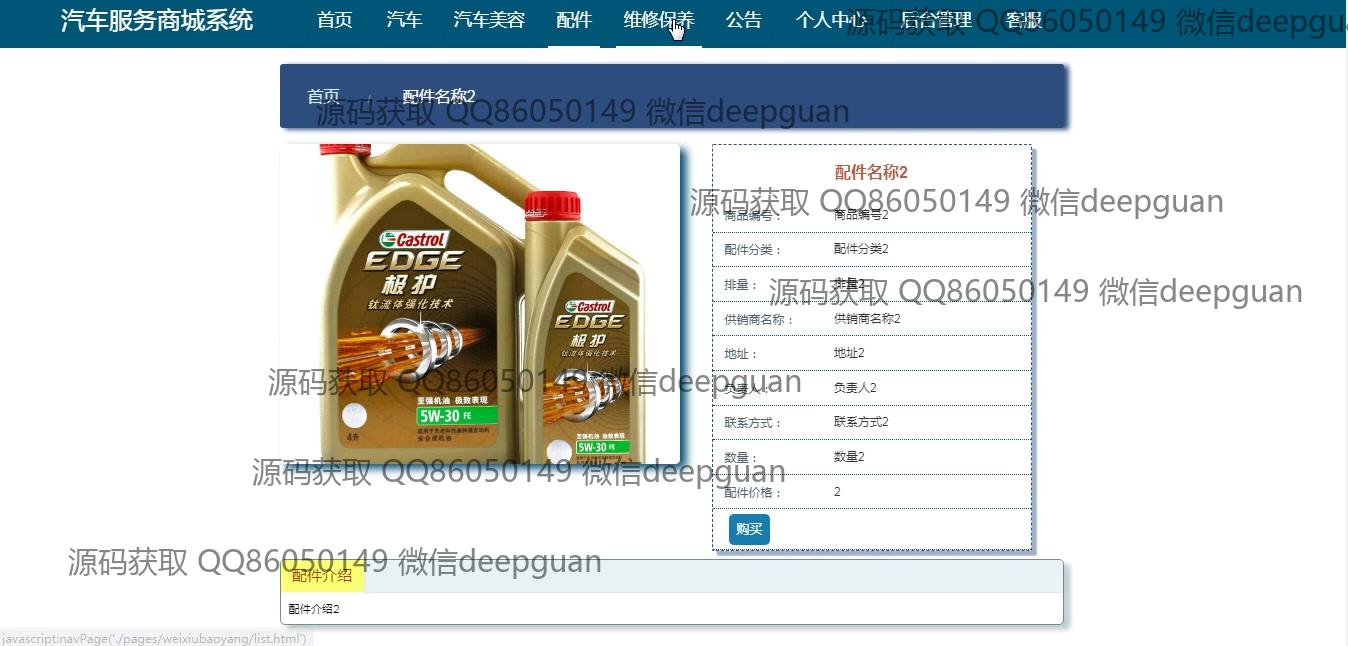 汽车服务商城系统 首页 汽车 汽车美容 配件 维修保养 公告 个人中心 后台管理 客服
源码获取 QQ86050149 微信deepgu
首页 / 配件名称2
源码获取 QQ86050149 微信deepguan
Castrol
EDGE
极护
钛流体强化技术
至强机油 极致表现
5W-30 FE
4升
Castrol
EDGE
极护
钛流体强化技术
至强机油 极致表现
5W-30 FE
配件名称2
源码获取 QQ86050149 微信deepguan
商品编号： 商品编号2
配件分类： 配件分类2
排量： 排量2
源码获取 QQ86050149 微信deepguan
供销商名称： 供销商名称2
地址： 地址2
源码获取 QQ86050149 微信deepguan
负责人： 负责人2
联系方式： 联系方式2
数量： 数量2
源码获取 QQ86050149 微信deepguan
配件价格： 2
购买
源码获取 QQ86050149 微信deepguan
配件介绍
配件介绍2
javascript:navPage('./pages/weixiubaoyang/list.html')